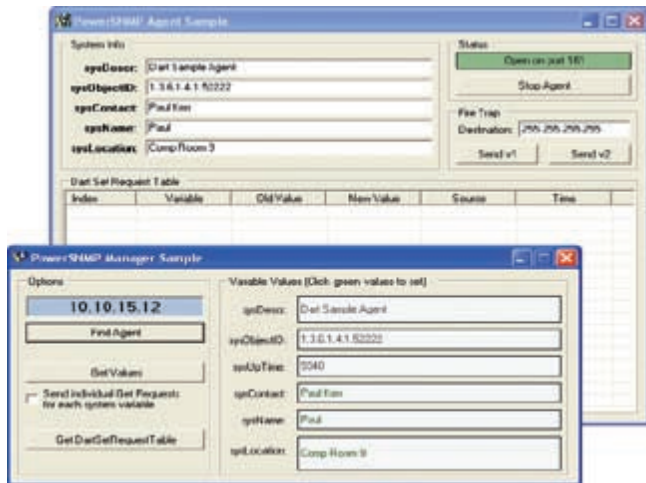 PowerSNMP Agent Sample
System Info
sysDescr: Dart Sample Agent
sysObjectID: 1.3.6.1.4.1.52222
sysContact: Paul Ken
sysName: Paul
sysLocation: Comp Room 9
Status
Open on port 161
Stop Agent
Fire Trap
Destination: 255.255.255.255
Send v1 Send v2
Dart Set Request Table
Index Variable Old Value New Value Source Time
PowerSNMP Manager Sample
Options
10.10.15.12
Find Agent
Get Values
Send individual Get Requests
for each system variable
Get DartSetRequestTable
Variable Values (Click green values to set)
sysDescr: Dart Sample Agent
sysObjectID: 1.3.6.1.4.1.52222
sysUpTime: 5040
sysContact: Paul Ken
sysName: Paul
sysLocation: Comp Room 9